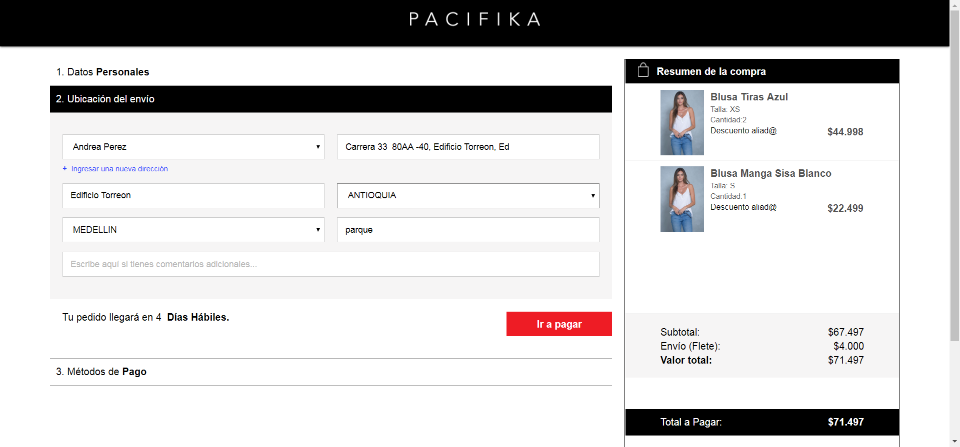 PACIFIKA
1. Datos Personales
2. Ubicación del envío
Andrea Perez
Carrera 33 80AA -40, Edificio Torreon, Ed
+ Ingresar una nueva dirección
Edificio Torreon
ANTIOQUIA
MEDELLIN
parque
Escribe aquí si tienes comentarios adicionales...
Tu pedido llegará en 4 Días Hábiles.
Ir a pagar
3. Métodos de Pago
Resumen de la compra
Blusa Tiras Azul
Talla: XS
Cantidad:2
Descuento aliad@
$44.998
Blusa Manga Sisa Blanco
Talla: S
Cantidad:1
Descuento aliad@
$22.499
Subtotal: $67.497
Envío (Flete): $4.000
Valor total: $71.497
Total a Pagar: $71.497